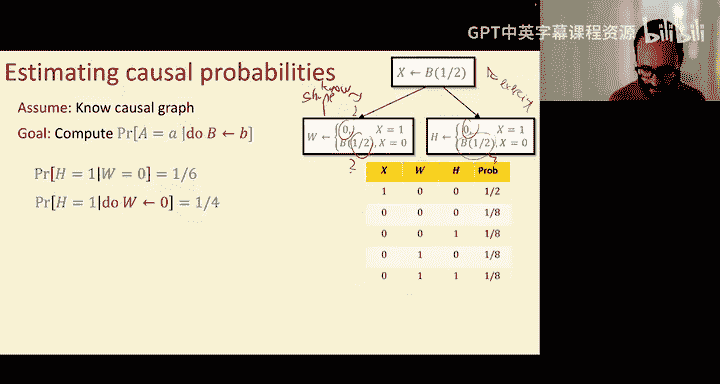 GPT中英字幕课程资源 bilibili
Estimating causal probabilities
Assume: Know causal graph
Goal: Compute Pr[A = a |do B ← b]
Pr[H = 1|W = 0] = 1/6
Pr[H = 1|do W ← 0] = 1/4
X ← B(1/2)
W ← { 0, X = 1
B(1/2), X = 0
H ← { 0, X = 1
B(1/2), X = 0
?
X W H Prob
1 0 0 1/2
0 0 0 1/8
0 0 1 1/8
0 1 0 1/8
0 1 1 1/8